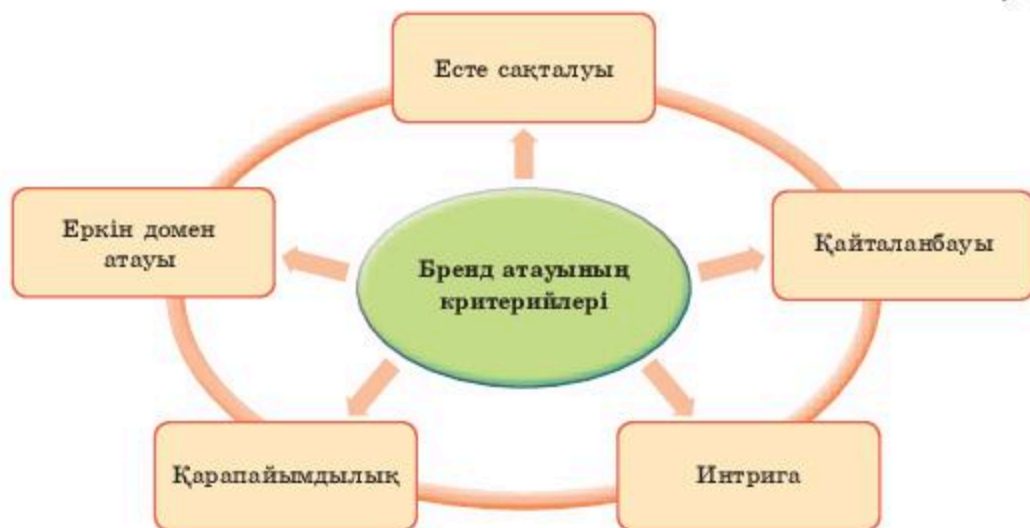 Есте сақталуы
Еркін домен
атауы
Қайталанбауы
Бренд атауының
критерийлері
Қарапайымдылық
Интрига